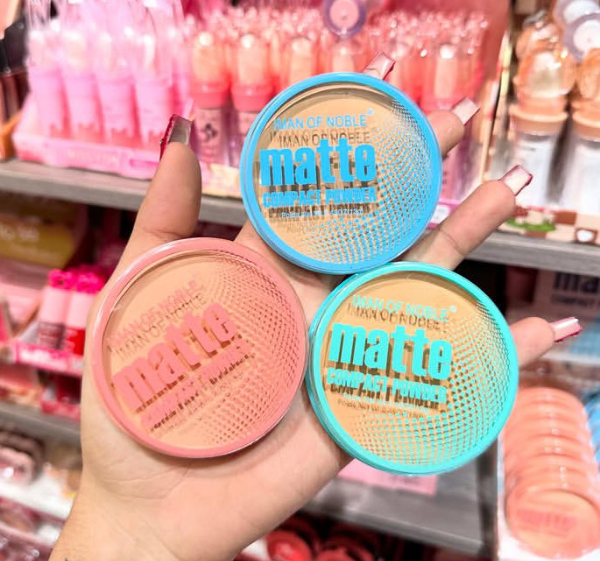 IMAN OF NOBLE®
matte
COMPACT POWDER
IMAN OF NOBLE
matte
COMPACT POWDER
IMAN OF NOBLE®
matte
COMPACT POWDER